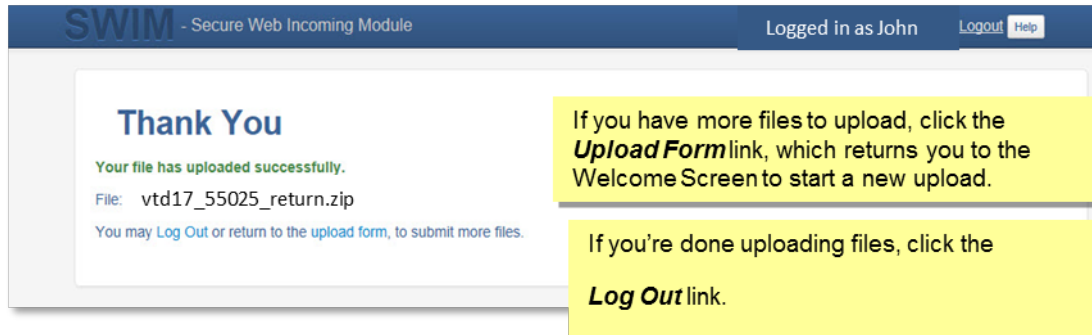 SWIM - Secure Web Incoming Module
Logged in as John
Logout Help
Thank You
Your file has uploaded successfully.
File: vtd17_55025_return.zip
You may Log Out or return to the upload form, to submit more files.
If you have more files to upload, click the
Upload Form link, which returns you to the
Welcome Screen to start a new upload.
If you’re done uploading files, click the
Log Out link.